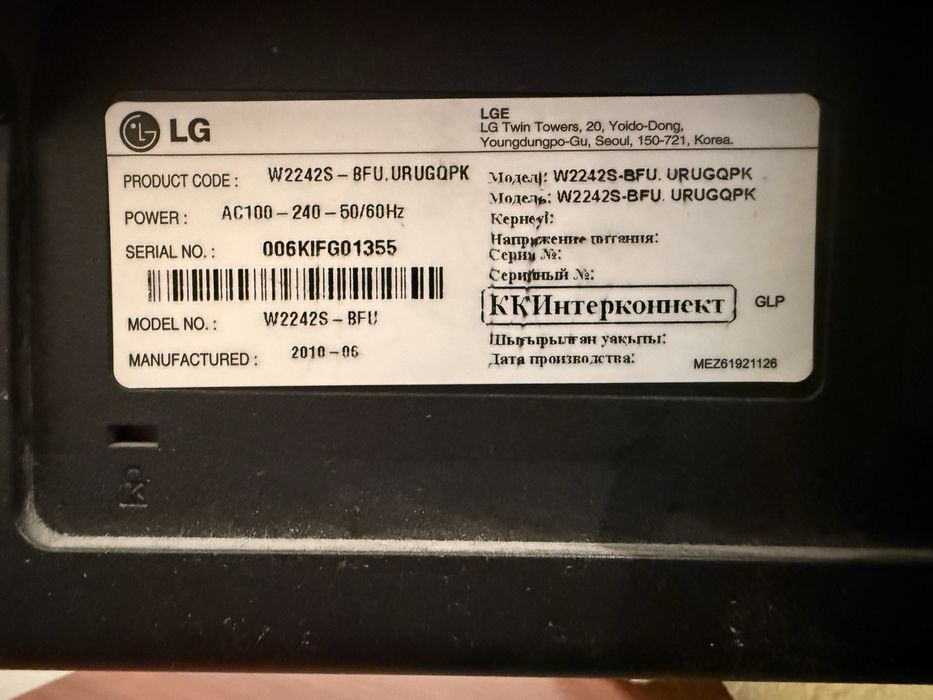 LG
LGE
LG Twin Towers, 20, Yoido-Dong,
Youngdungpo-Gu, Seoul, 150-721, Korea.
PRODUCT CODE : W2242S-BFU.URUGQPK
POWER : AC100-240-50/60Hz
SERIAL NO. : 006KIFG01355
MODEL NO. : W2242S-BFU
MANUFACTURED : 2010-06
Моделі: W2242S-BFU. URUGQPK
Модель: W2242S-BFU. URUGQPK
Кернеуі:
Напряжение питания:
Серия №:
Серийный №:
ККИнтерконнект GLP
Шығырылған уақыты:
Дата производства:
MEZ61921126